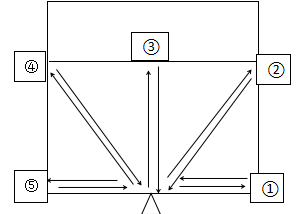 ③
④ ②
⑤ ①